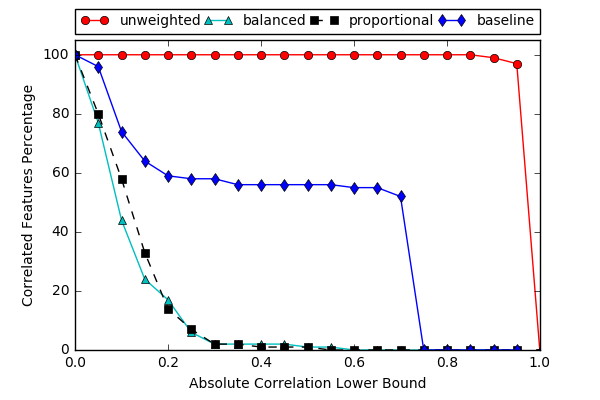 unweighted balanced proportional baseline
100
80
60
40
20
0
Correlated Features Percentage
0.0 0.2 0.4 0.6 0.8 1.0
Absolute Correlation Lower Bound